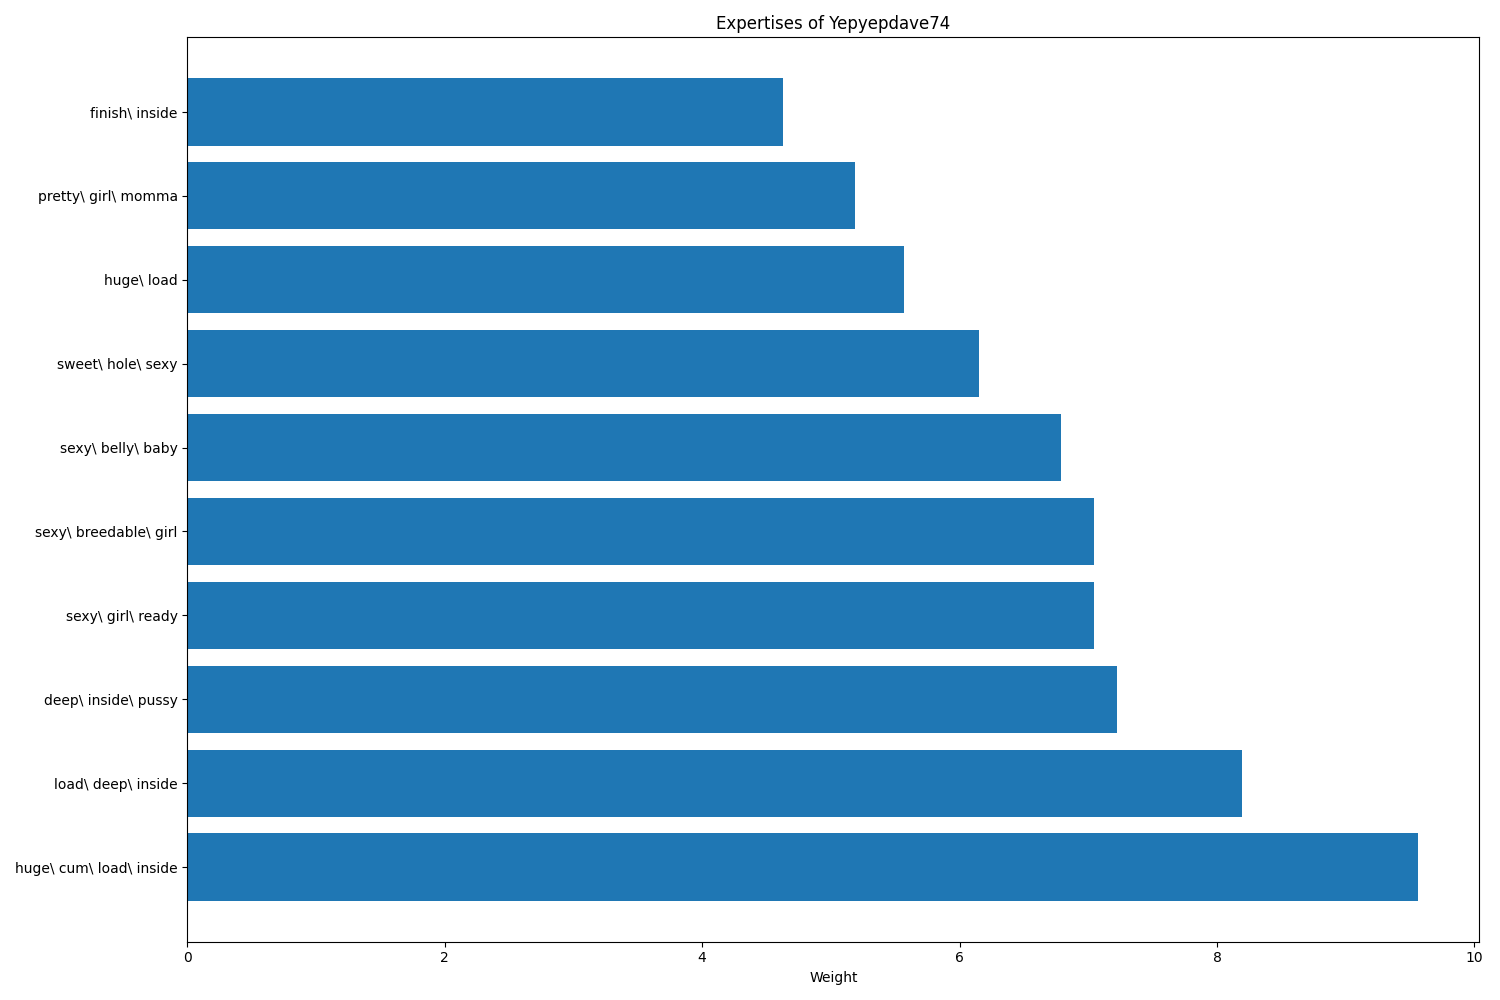 Expertises of Yepyepdave74
finish\ inside
pretty\ girl\ momma
huge\ load
sweet\ hole\ sexy
sexy\ belly\ baby
sexy\ breedable\ girl
sexy\ girl\ ready
deep\ inside\ pussy
load\ deep\ inside
huge\ cum\ load\ inside
0 2 4 6 8 10
Weight